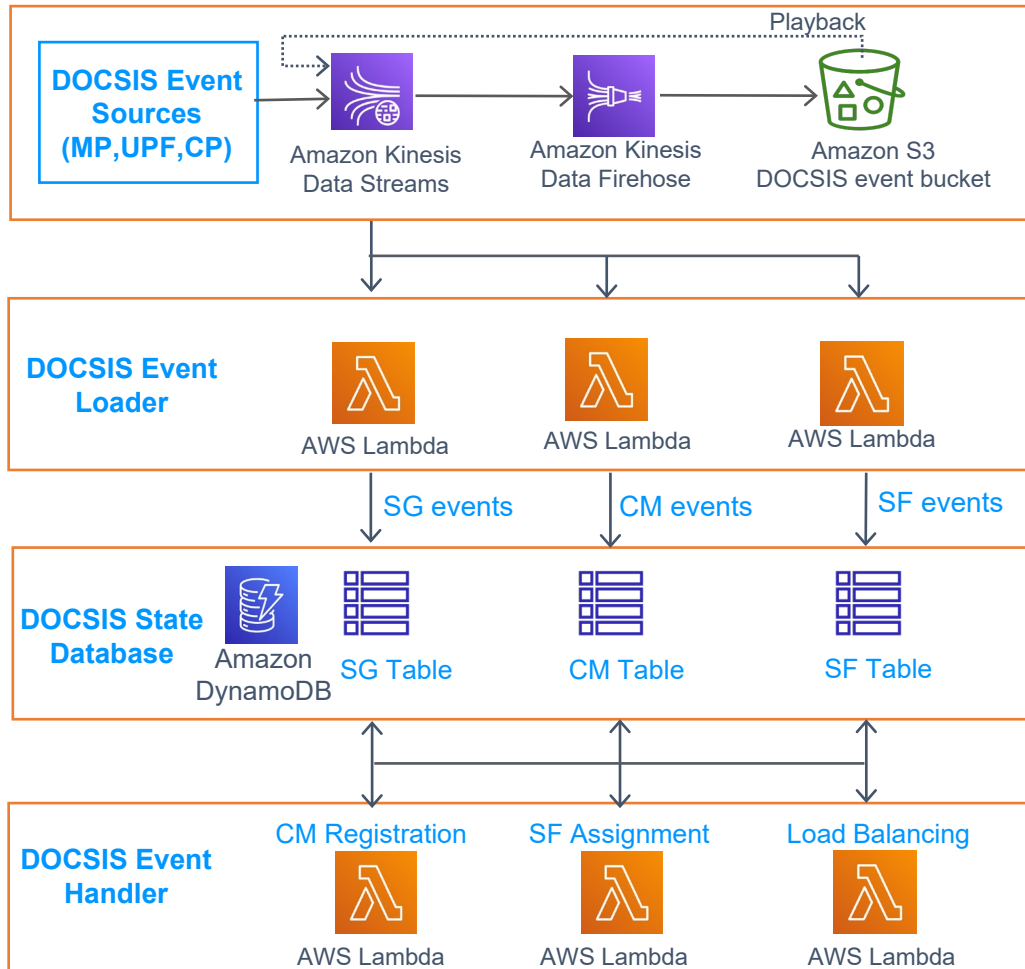 Playback
DOCSIS Event
Sources
(MP,UPF,CP)
Amazon Kinesis
Data Streams
Amazon Kinesis
Data Firehose
Amazon S3
DOCSIS event bucket
DOCSIS Event
Loader
AWS Lambda
AWS Lambda
AWS Lambda
SG events
CM events
SF events
DOCSIS State
Database
Amazon
DynamoDB
SG Table
CM Table
SF Table
DOCSIS Event
Handler
CM Registration
SF Assignment
Load Balancing
AWS Lambda
AWS Lambda
AWS Lambda